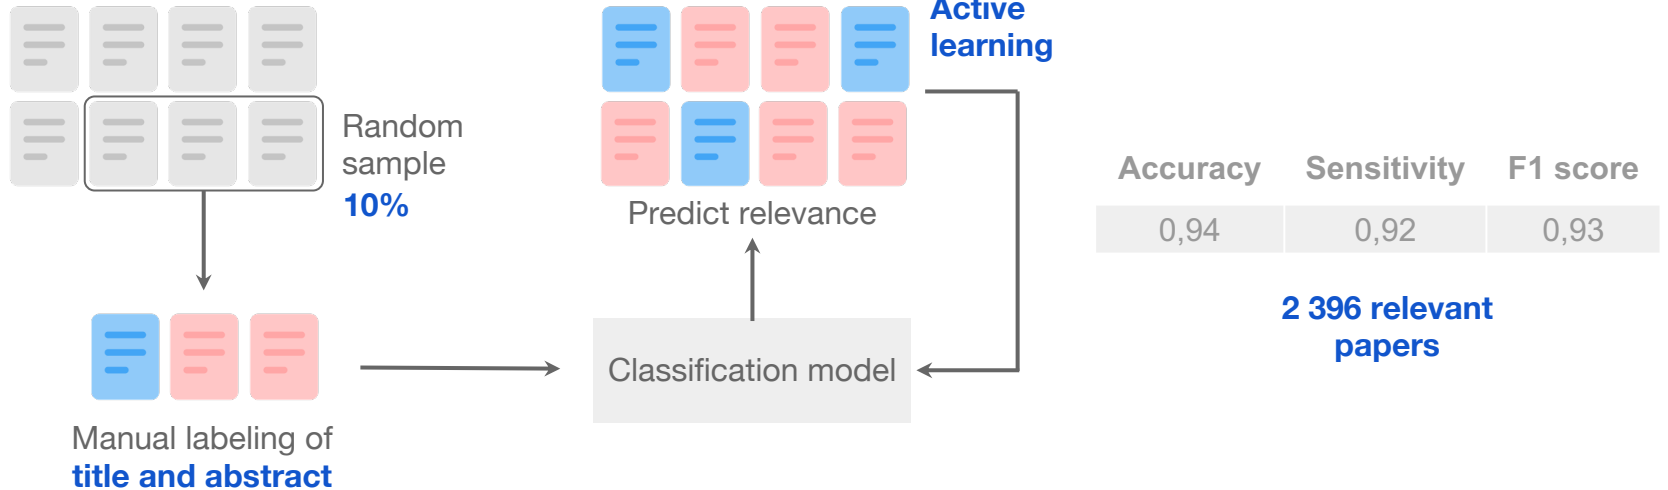 Random
sample
10%
Manual labeling of
title and abstract
Active
learning
Predict relevance
Classification model
Accuracy Sensitivity F1 score
0,94 0,92 0,93
2 396 relevant
papers